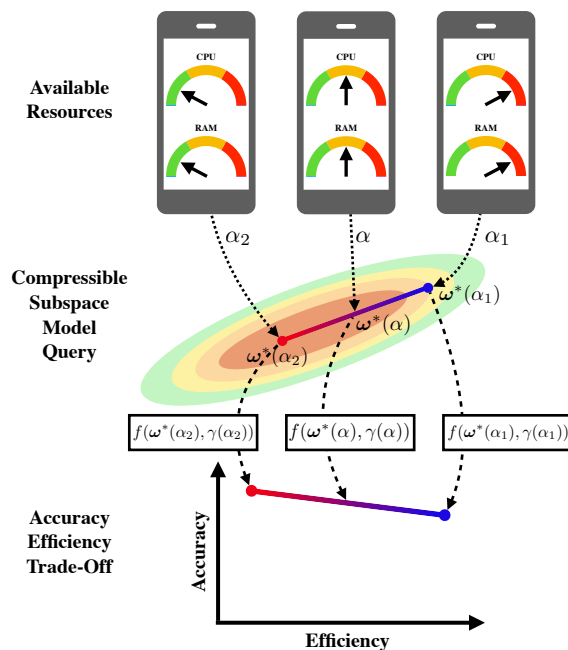 Available
Resources
CPU
RAM
CPU
RAM
CPU
RAM
α₂
α
α₁
Compressible
Subspace
Model
Query
ω*(α₁)
ω*(α)
ω*(α₂)
f(ω*(α₂), γ(α₂))
f(ω*(α), γ(α))
f(ω*(α₁), γ(α₁))
Accuracy
Efficiency
Trade-Off
Accuracy
Efficiency